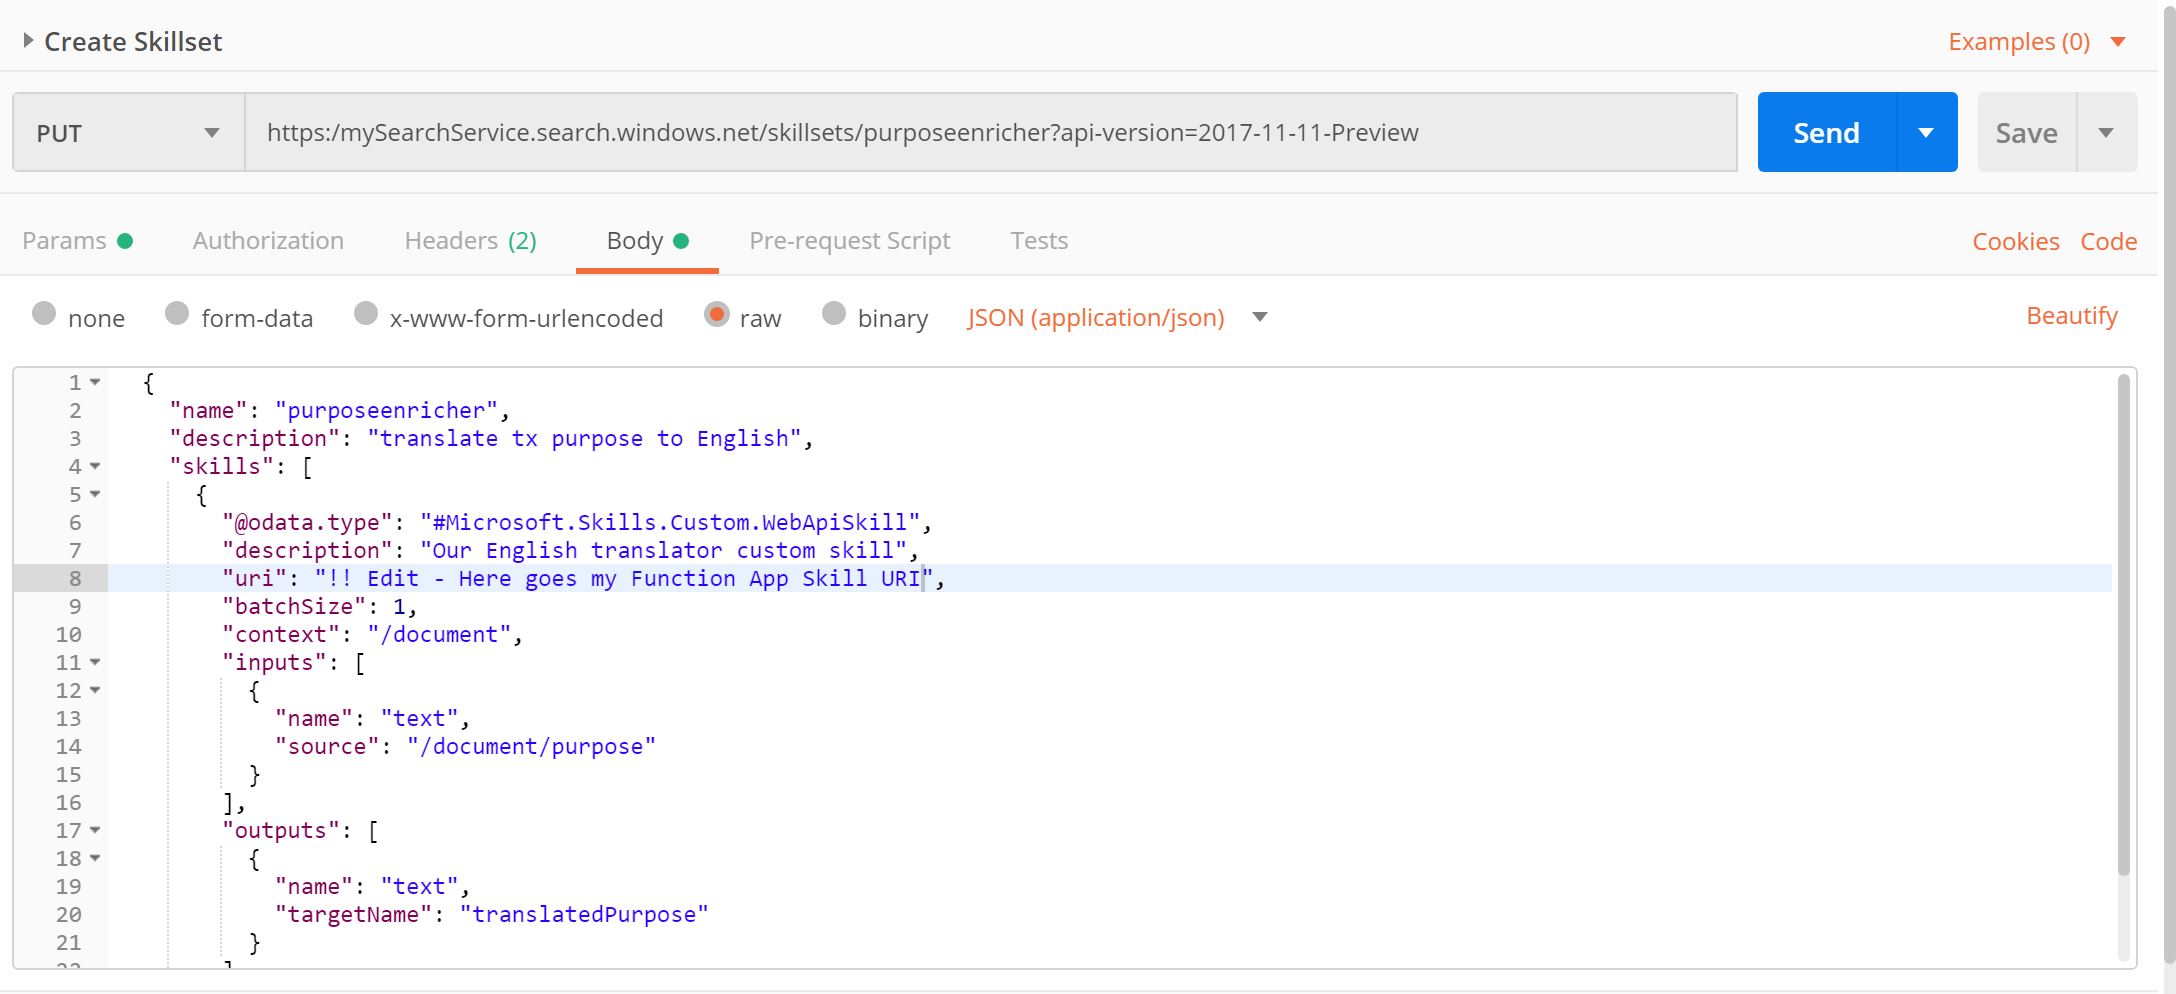 Create Skillset
Examples (0)
PUT
https:/mySearchService.search.windows.net/skillsets/purposeenricher?api-version=2017-11-11-Preview
Send
Save
Params
Authorization
Headers (2)
Body
Pre-request Script
Tests
Cookies
Code
none
form-data
x-www-form-urlencoded
raw
binary
JSON (application/json)
Beautify
1 {
2 "name": "purposeenricher",
3 "description": "translate tx purpose to English",
4 "skills": [
5 {
6 "@odata.type": "#Microsoft.Skills.Custom.WebApiSkill",
7 "description": "Our English translator custom skill",
8 "uri": "!! Edit - Here goes my Function App Skill URI",
9 "batchSize": 1,
10 "context": "/document",
11 "inputs": [
12 {
13 "name": "text",
14 "source": "/document/purpose"
15 }
16 ],
17 "outputs": [
18 {
19 "name": "text",
20 "targetName": "translatedPurpose"
21 }